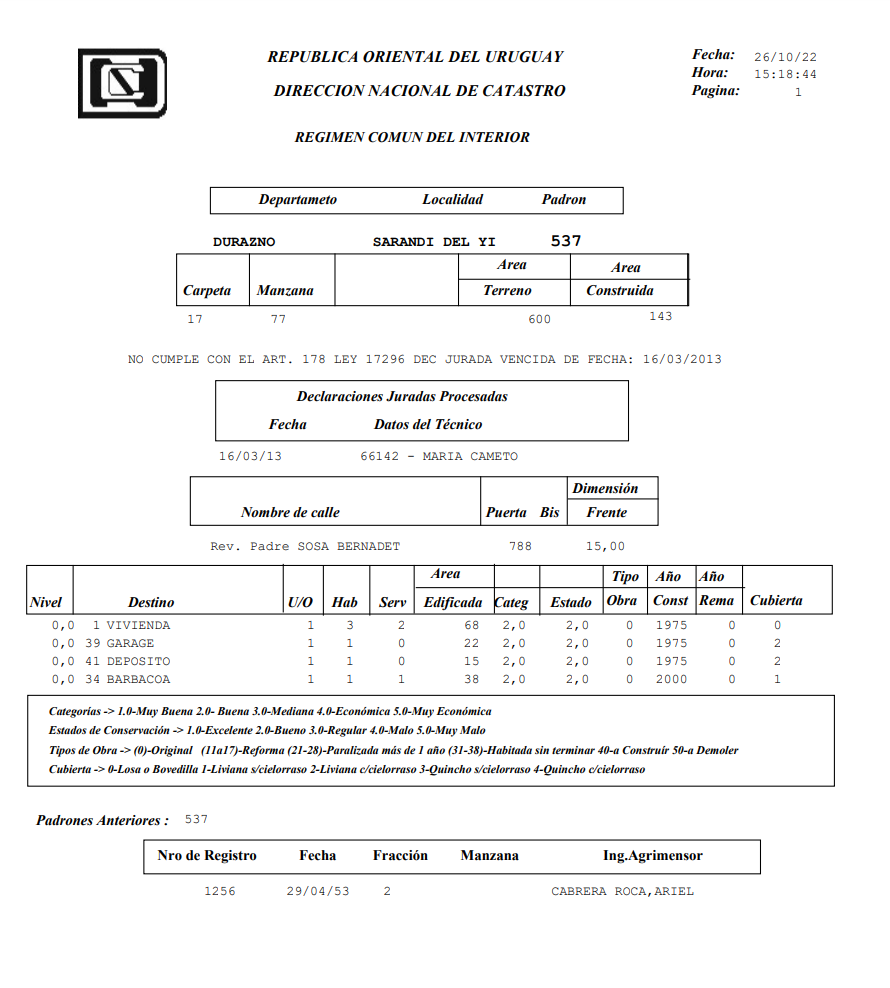 REPUBLICA ORIENTAL DEL URUGUAY
DIRECCION NACIONAL DE CATASTRO
REGIMEN COMUN DEL INTERIOR
Fecha: 26/10/22
Hora: 15:18:44
Pagina: 1
Departameto Localidad Padron
DURAZNO SARANDI DEL YI 537
Area Area
Carpeta Manzana Terreno Construida
17 77 600 143
NO CUMPLE CON EL ART. 178 LEY 17296 DEC JURADA VENCIDA DE FECHA: 16/03/2013
Declaraciones Juradas Procesadas
Fecha Datos del Técnico
16/03/13 66142 - MARIA CAMETO
Dimensión
Nombre de calle Puerta Bis Frente
Rev. Padre SOSA BERNADET 788 15,00
Area Tipo Año Año
Nivel Destino U/O Hab Serv Edificada Categ Estado Obra Const Rema Cubierta
0,0 1 VIVIENDA 1 3 2 68 2,0 2,0 0 1975 0 0
0,0 39 GARAGE 1 1 0 22 2,0 2,0 0 1975 0 2
0,0 41 DEPOSITO 1 1 0 15 2,0 2,0 0 1975 0 2
0,0 34 BARBACOA 1 1 1 38 2,0 2,0 0 2000 0 1
Categorías -> 1.0-Muy Buena 2.0- Buena 3.0-Mediana 4.0-Económica 5.0-Muy Económica
Estados de Conservación -> 1.0-Excelente 2.0-Bueno 3.0-Regular 4.0-Malo 5.0-Muy Malo
Tipos de Obra -> (0)-Original (11a17)-Reforma (21-28)-Paralizada más de 1 año (31-38)-Habitada sin terminar 40-a Construír 50-a Demoler
Cubierta -> 0-Losa o Bovedilla 1-Liviana s/cielorraso 2-Liviana c/cielorraso 3-Quincho s/cielorraso 4-Quincho c/cielorraso
Padrones Anteriores : 537
Nro de Registro Fecha Fracción Manzana Ing.Agrimensor
1256 29/04/53 2 CABRERA ROCA,ARIEL